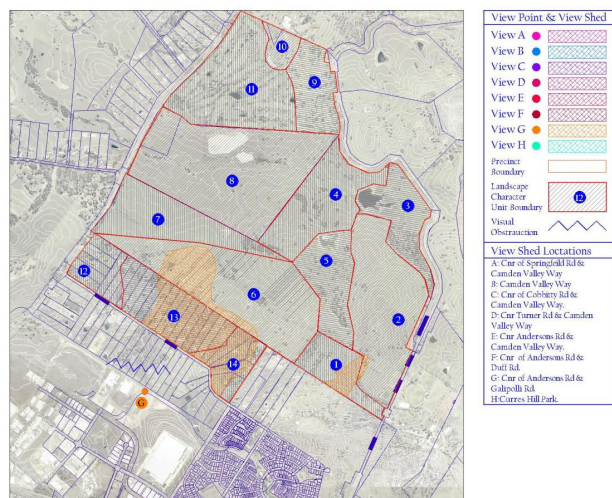 View Point & View Shed
View A
View B
View C
View D
View E
View F
View G
View H
Precinct
Boundary
Landscape
Character
Unit Boundary
12
Visual
Obstrauction
View Shed Loctations
A: Cnr of Springfeild Rd &
Camden Valley Way
B: Camden Valley Way
C: Cnr of Cobbitty Rd &
Camden Valley Way.
D: Cnr Turner Rd & Camden
Valley Way
E: Cnr Andersons Rd &
Camden Valley Way.
F: Cnr of Andersons Rd &
Duff Rd.
G: Cnr of Andersons Rd &
Galipolli Rd.
H:Curres Hill Park.
10
9
11
8
4
3
7
5
12
6
2
13
14
1
G